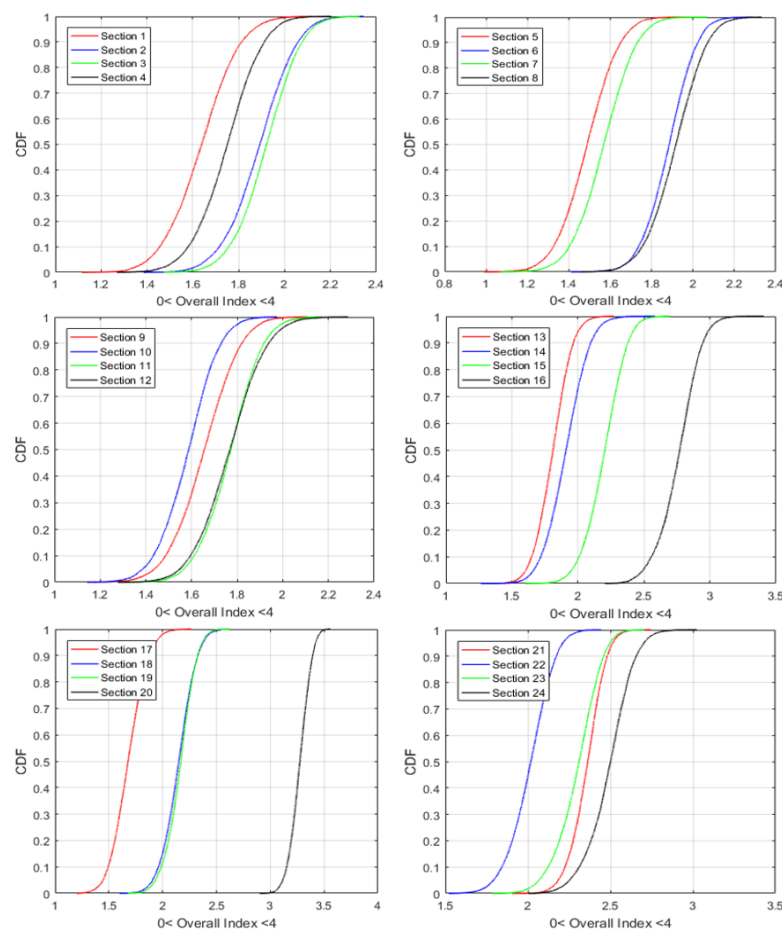 1
0.9
0.8
0.7
0.6
0.5
0.4
0.3
0.2
0.1
0
CDF
Section 1
Section 2
Section 3
Section 4
1 1.2 1.4 1.6 1.8 2 2.2 2.4
0< Overall Index <4
1
0.9
0.8
0.7
0.6
0.5
0.4
0.3
0.2
0.1
0
CDF
Section 5
Section 6
Section 7
Section 8
0.8 1 1.2 1.4 1.6 1.8 2 2.2 2.4
0< Overall Index <4
1
0.9
0.8
0.7
0.6
0.5
0.4
0.3
0.2
0.1
0
CDF
Section 9
Section 10
Section 11
Section 12
1 1.2 1.4 1.6 1.8 2 2.2 2.4
0< Overall Index <4
1
0.9
0.8
0.7
0.6
0.5
0.4
0.3
0.2
0.1
0
CDF
Section 13
Section 14
Section 15
Section 16
1 1.5 2 2.5 3 3.5
0< Overall Index <4
1
0.9
0.8
0.7
0.6
0.5
0.4
0.3
0.2
0.1
0
CDF
Section 17
Section 18
Section 19
Section 20
1 1.5 2 2.5 3 3.5 4
0< Overall Index <4
1
0.9
0.8
0.7
0.6
0.5
0.4
0.3
0.2
0.1
0
CDF
Section 21
Section 22
Section 23
Section 24
1.5 2 2.5 3 3.5
0< Overall Index <4